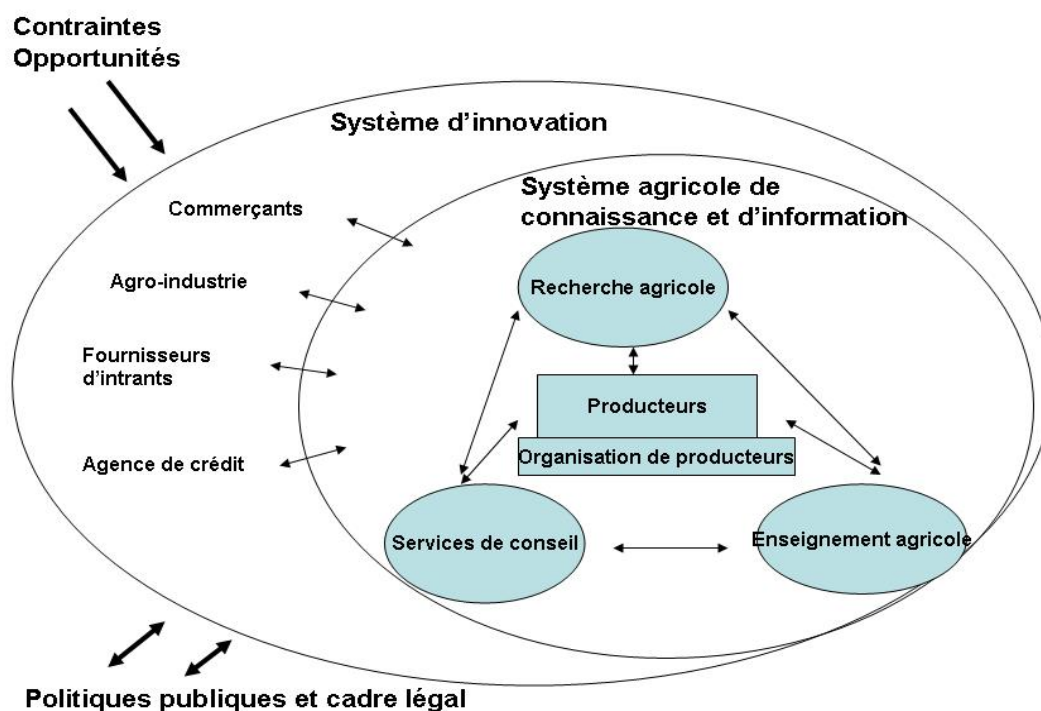 Contraintes
Opportunités
Système d’innovation
Système agricole de
connaissance et d’information
Commerçants
Agro-industrie
Fournisseurs
d’intrants
Agence de crédit
Recherche agricole
Producteurs
Organisation de producteurs
Services de conseil
Enseignement agricole
Politiques publiques et cadre légal